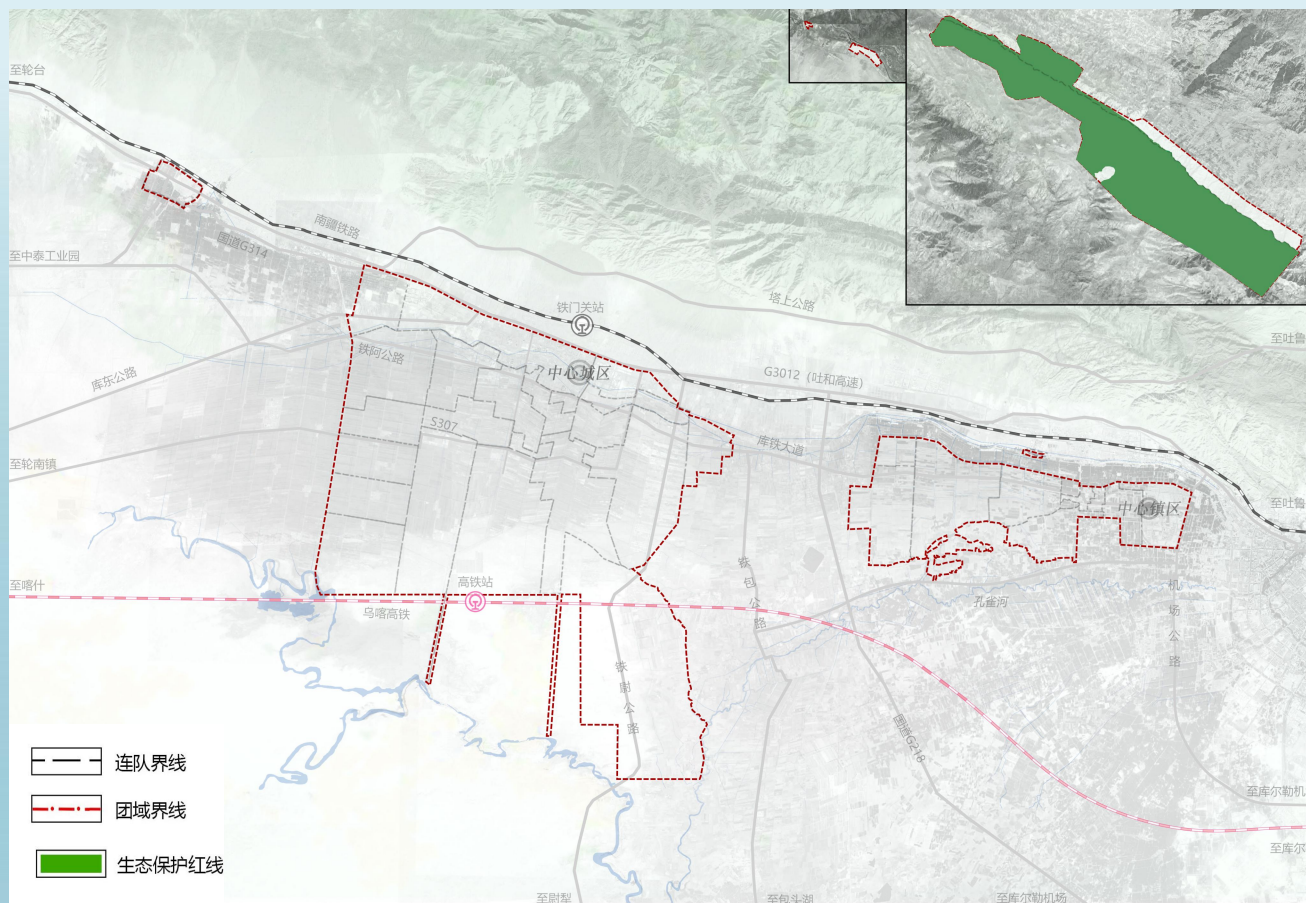 至轮台
南疆铁路
国道G314
至中泰工业园
铁门关站
塔上公路
至吐鲁
铁阿公路
中心城区
G3012（吐和高速）
库东公路
S307
库铁大道
至轮南镇
中心镇区
至吐鲁
至喀什
高铁站
乌喀高铁
铁包公路
孔雀河
机场公路
铁尉公路
国道G218
连队界线
团域界线
生态保护红线
至库尔勒机
至库尔
至尉犁
至包头湖
至库尔勒机场